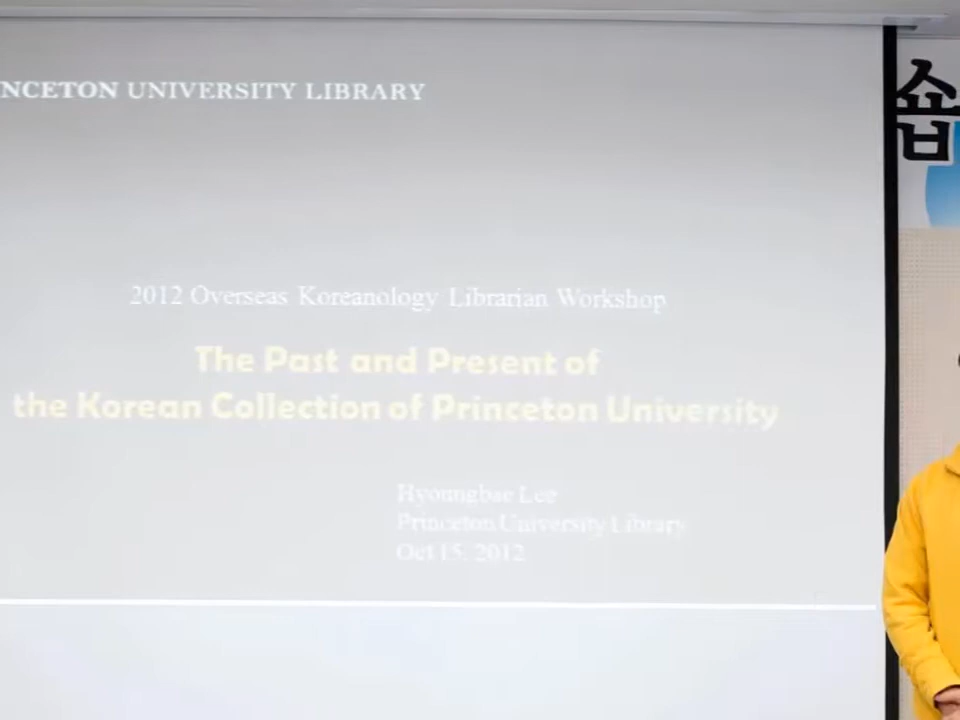 NCETON UNIVERSITY LIBRARY
숍
2012 Overseas Koreanology Librarian Workshop
The Past and Present of
the Korean Collection of Princeton University
Hyoungbae Lee
Princeton University Library
Oct 15, 2012